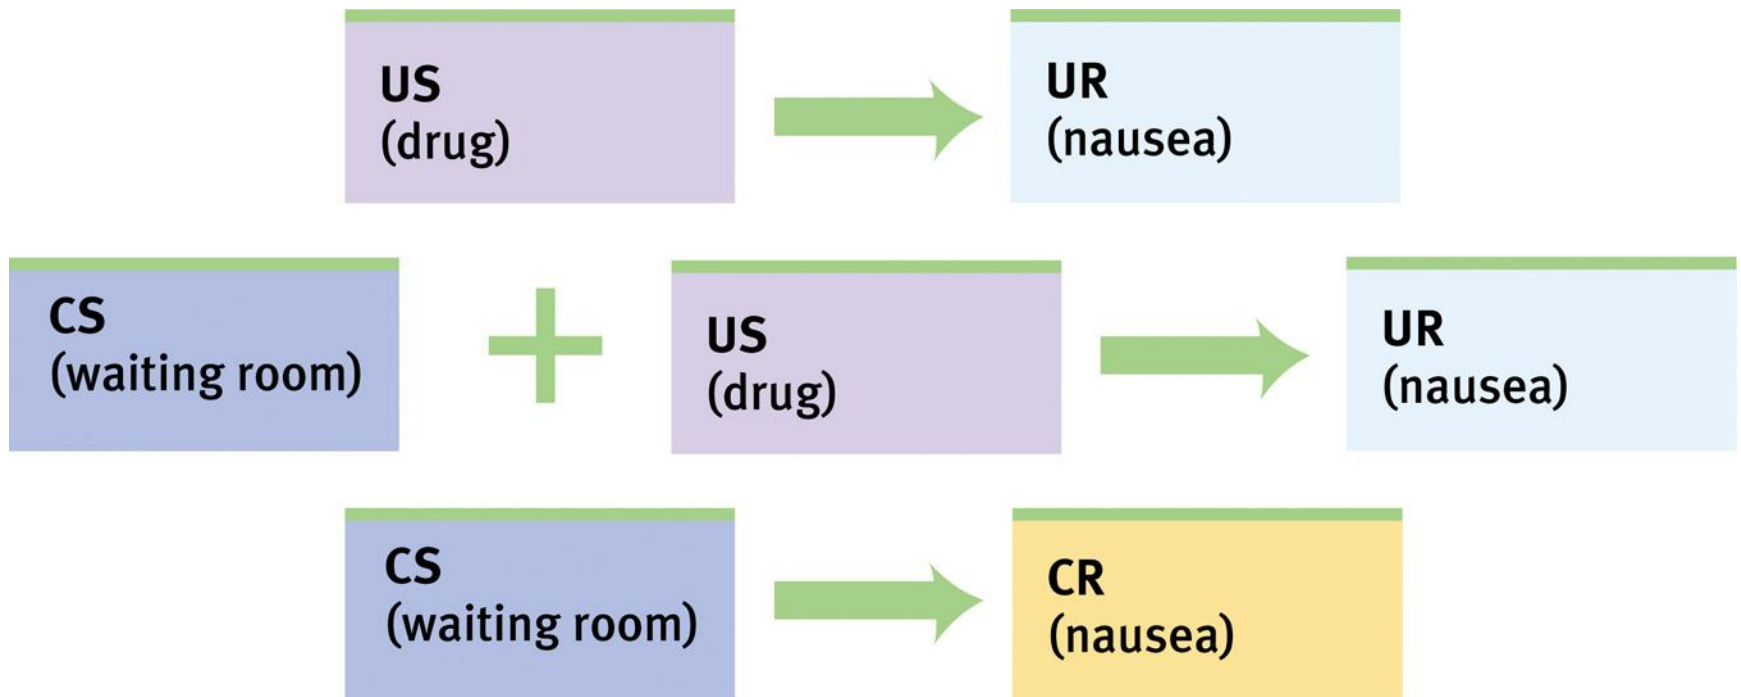 US
(drug)
UR
(nausea)
CS
(waiting room)
US
(drug)
UR
(nausea)
CS
(waiting room)
CR
(nausea)